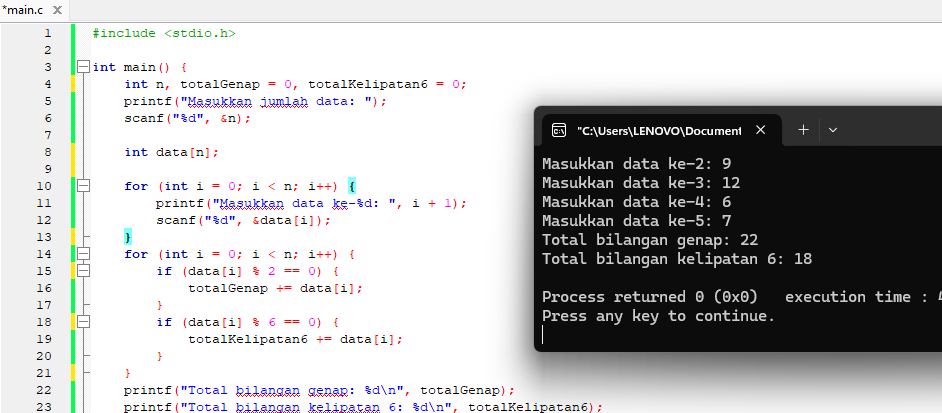 *main.c X
1 #include <stdio.h>
2
3 int main() {
4 int n, totalGenap = 0, totalKelipatan6 = 0;
5 printf("Masukkan jumlah data: ");
6 scanf("%d", &n);
7
8 int data[n];
9
10 for (int i = 0; i < n; i++) {
11 printf("Masukkan data ke-%d: ", i + 1);
12 scanf("%d", &data[i]);
13 }
14 for (int i = 0; i < n; i++) {
15 if (data[i] % 2 == 0) {
16 totalGenap += data[i];
17 }
18 if (data[i] % 6 == 0) {
19 totalKelipatan6 += data[i];
20 }
21 }
22 printf("Total bilangan genap: %d\n", totalGenap);
23 printf("Total bilangan kelipatan 6: %d\n", totalKelipatan6);
"C:\Users\LENOVO\Document
Masukkan data ke-2: 9
Masukkan data ke-3: 12
Masukkan data ke-4: 6
Masukkan data ke-5: 7
Total bilangan genap: 22
Total bilangan kelipatan 6: 18
Process returned 0 (0x0) execution time :
Press any key to continue.